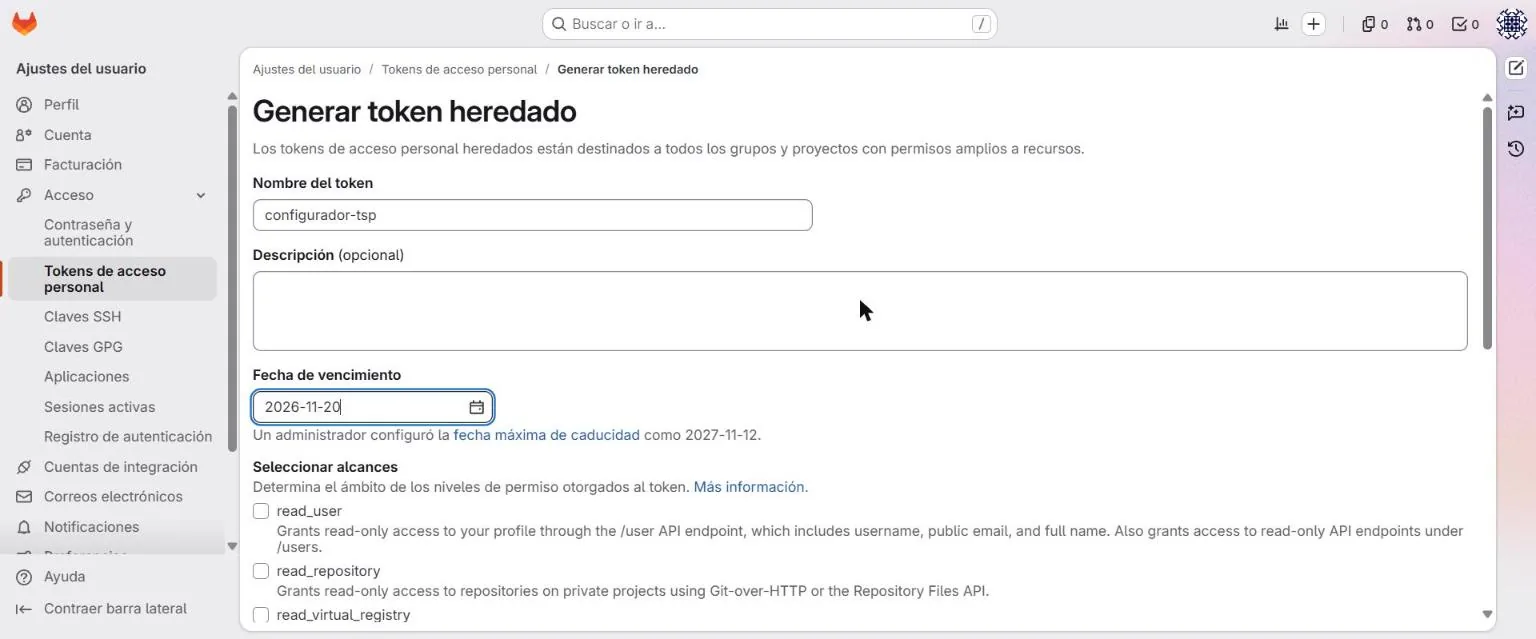 Buscar o ir a...
/
0
0
0
Ajustes del usuario
Perfil
Cuenta
Facturación
Acceso
Contraseña y
autenticación
Tokens de acceso
personal
Claves SSH
Claves GPG
Aplicaciones
Sesiones activas
Registro de autenticación
Cuentas de integración
Correos electrónicos
Notificaciones
Preferencias
Ayuda
Contraer barra lateral
Ajustes del usuario / Tokens de acceso personal / Generar token heredado
Generar token heredado
Los tokens de acceso personal heredados están destinados a todos los grupos y proyectos con permisos amplios a recursos.
Nombre del token
configurador-tsp
Descripción (opcional)
Fecha de vencimiento
2026-11-20
Un administrador configuró la fecha máxima de caducidad como 2027-11-12.
Seleccionar alcances
Determina el ámbito de los niveles de permiso otorgados al token. Más información.
read_user
Grants read-only access to your profile through the /user API endpoint, which includes username, public email, and full name. Also grants access to read-only API endpoints under
/users.
read_repository
Grants read-only access to repositories on private projects using Git-over-HTTP or the Repository Files API.
read_virtual_registry